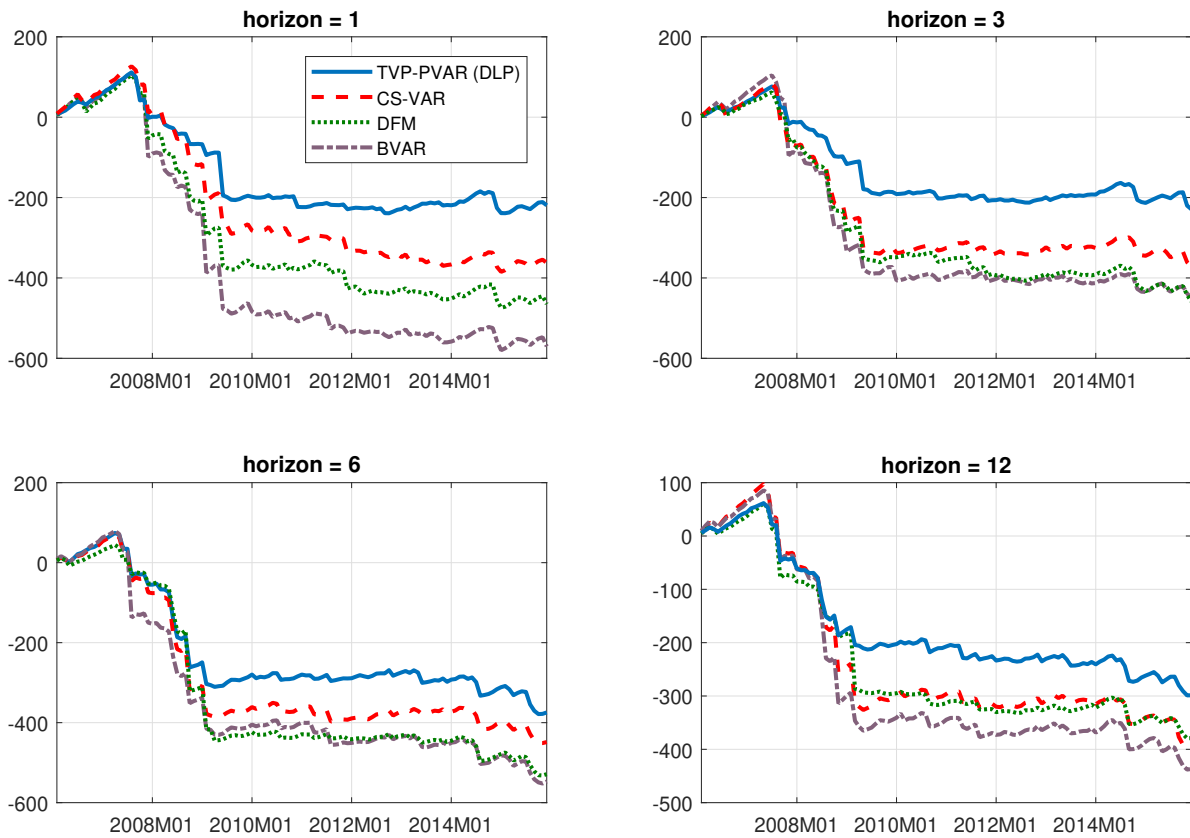 horizon = 1
200
0
-200
-400
-600
2008M01 2010M01 2012M01 2014M01
TVP-PVAR (DLP)
CS-VAR
DFM
BVAR
horizon = 3
200
0
-200
-400
-600
2008M01 2010M01 2012M01 2014M01
horizon = 6
200
0
-200
-400
-600
2008M01 2010M01 2012M01 2014M01
horizon = 12
100
0
-100
-200
-300
-400
-500
2008M01 2010M01 2012M01 2014M01